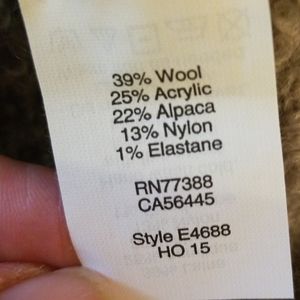 39% Wool
25% Acrylic
22% Alpaca
13% Nylon
1% Elastane
RN77388
CA56445
Style E4688
HO 15